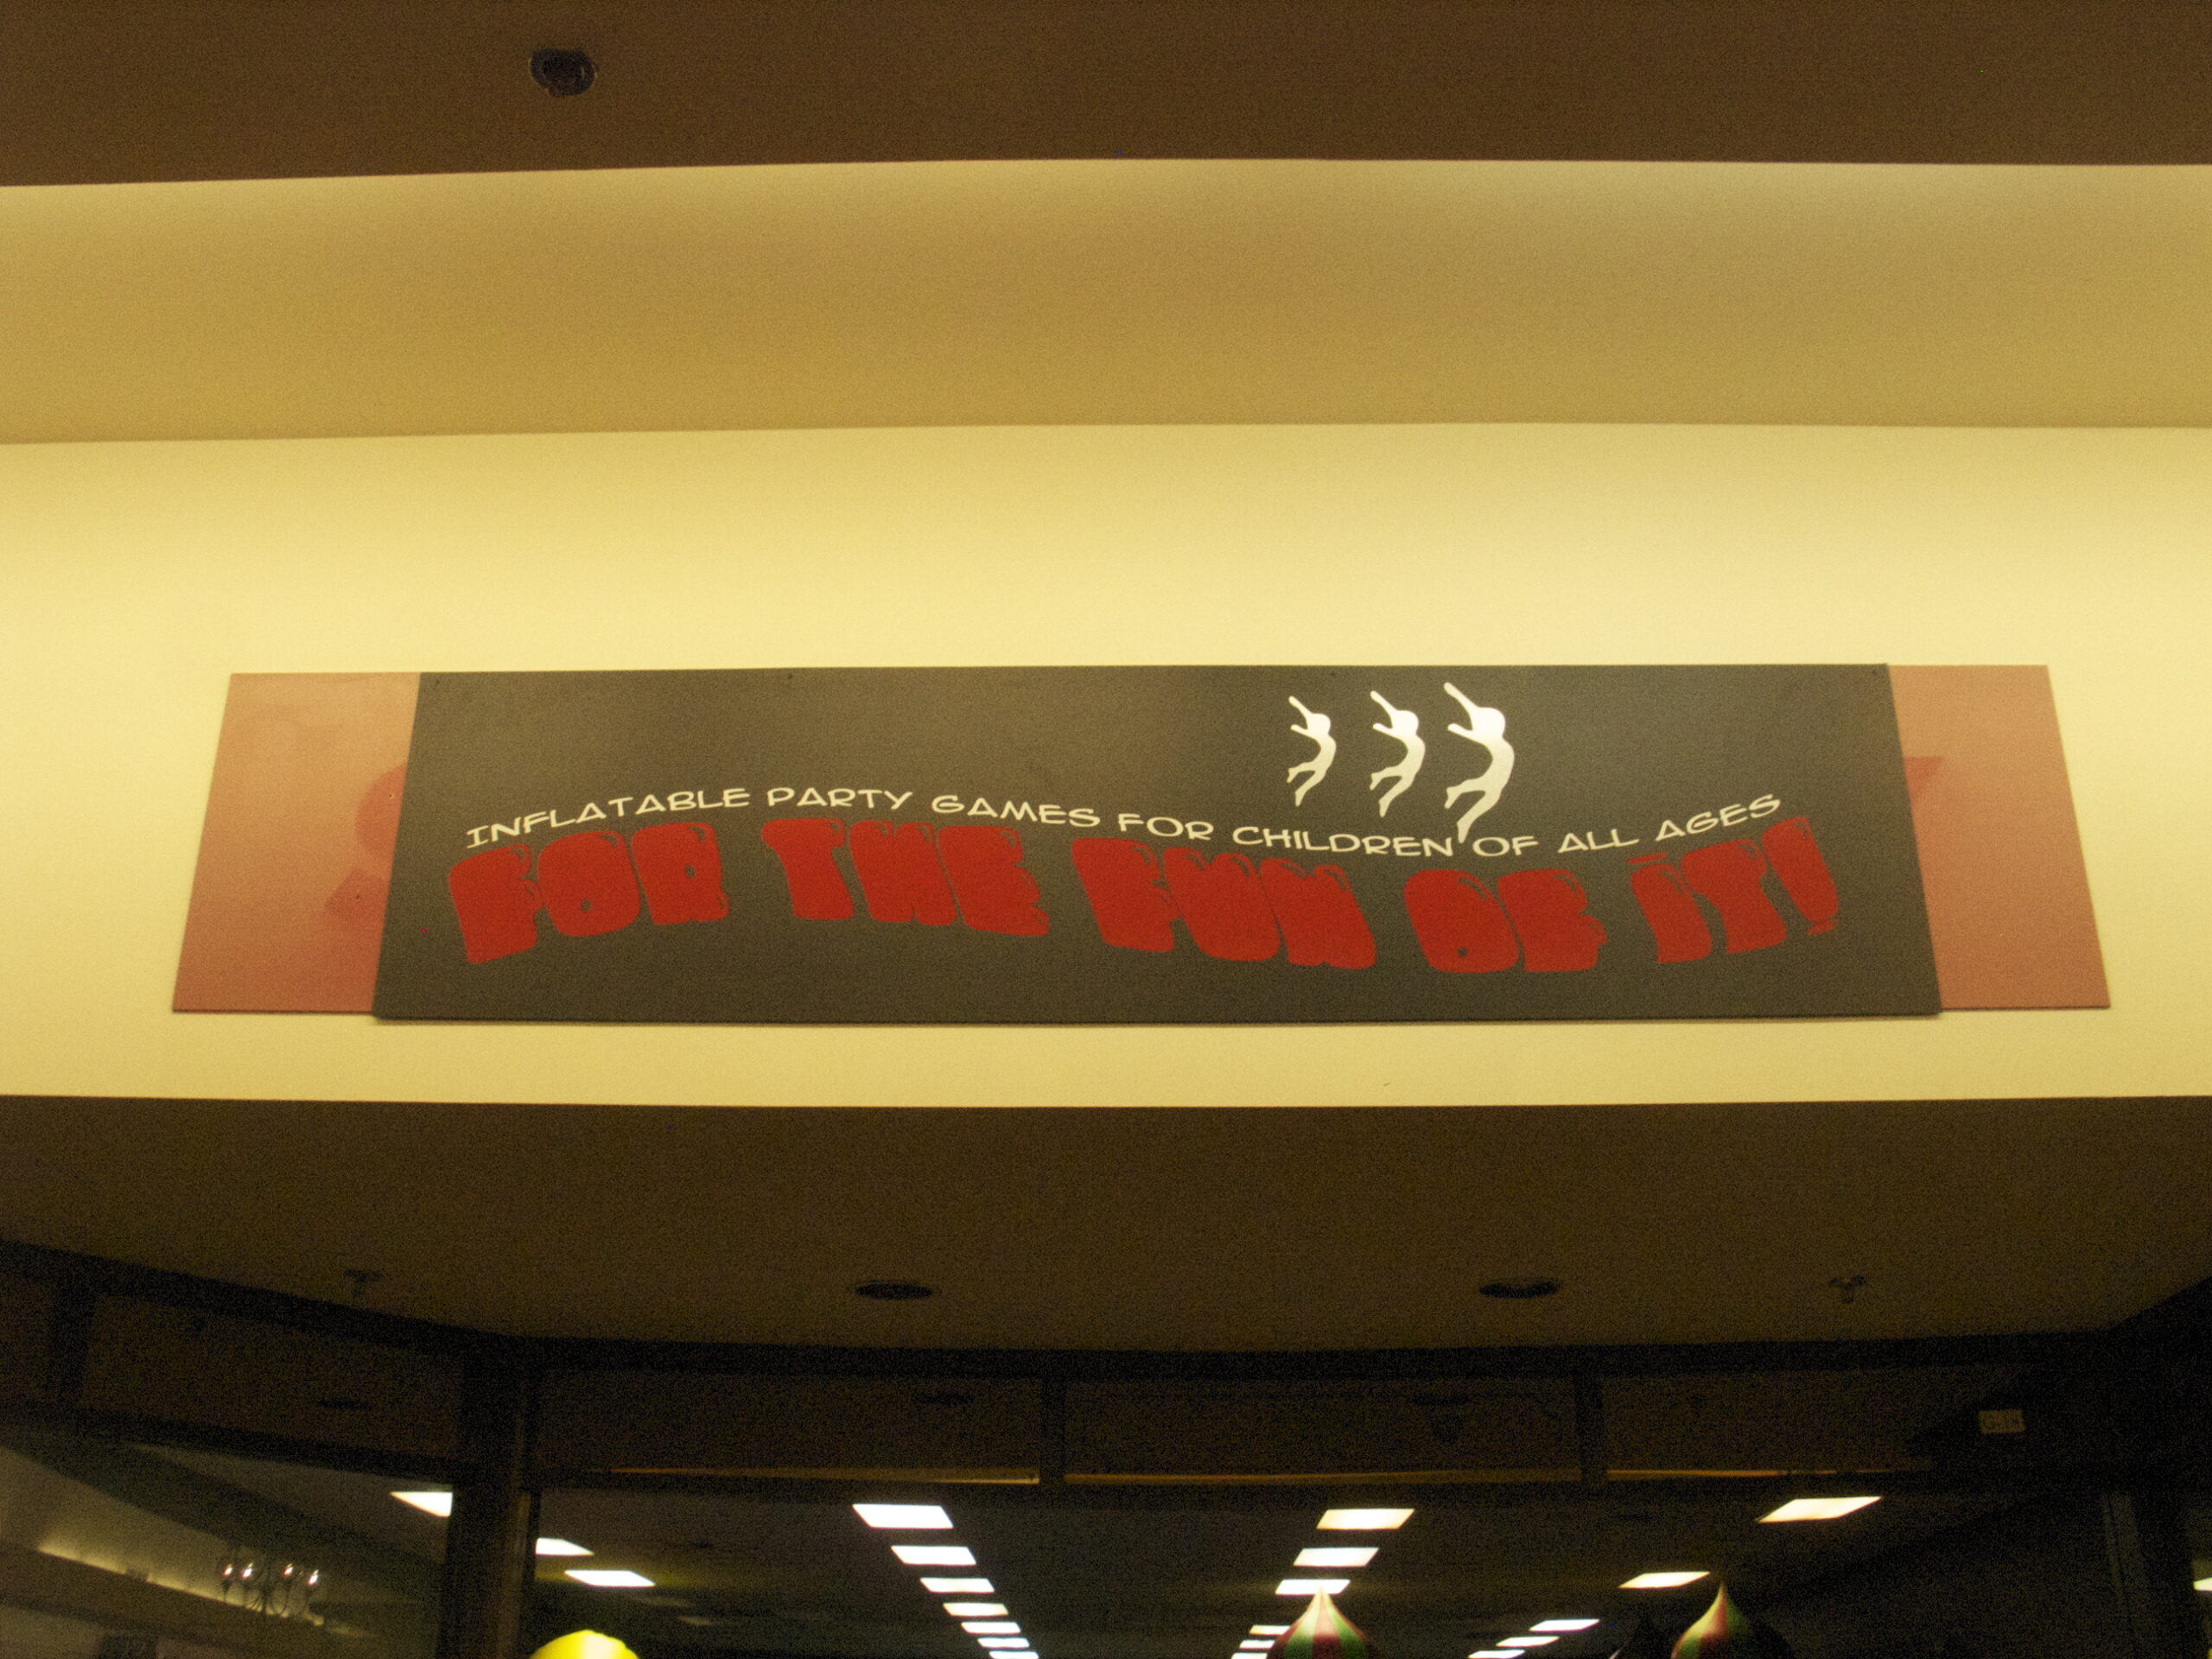 INFLATABLE PARTY GAMES FOR CHILDREN OF ALL AGES
FOR THE FUN OF IT!